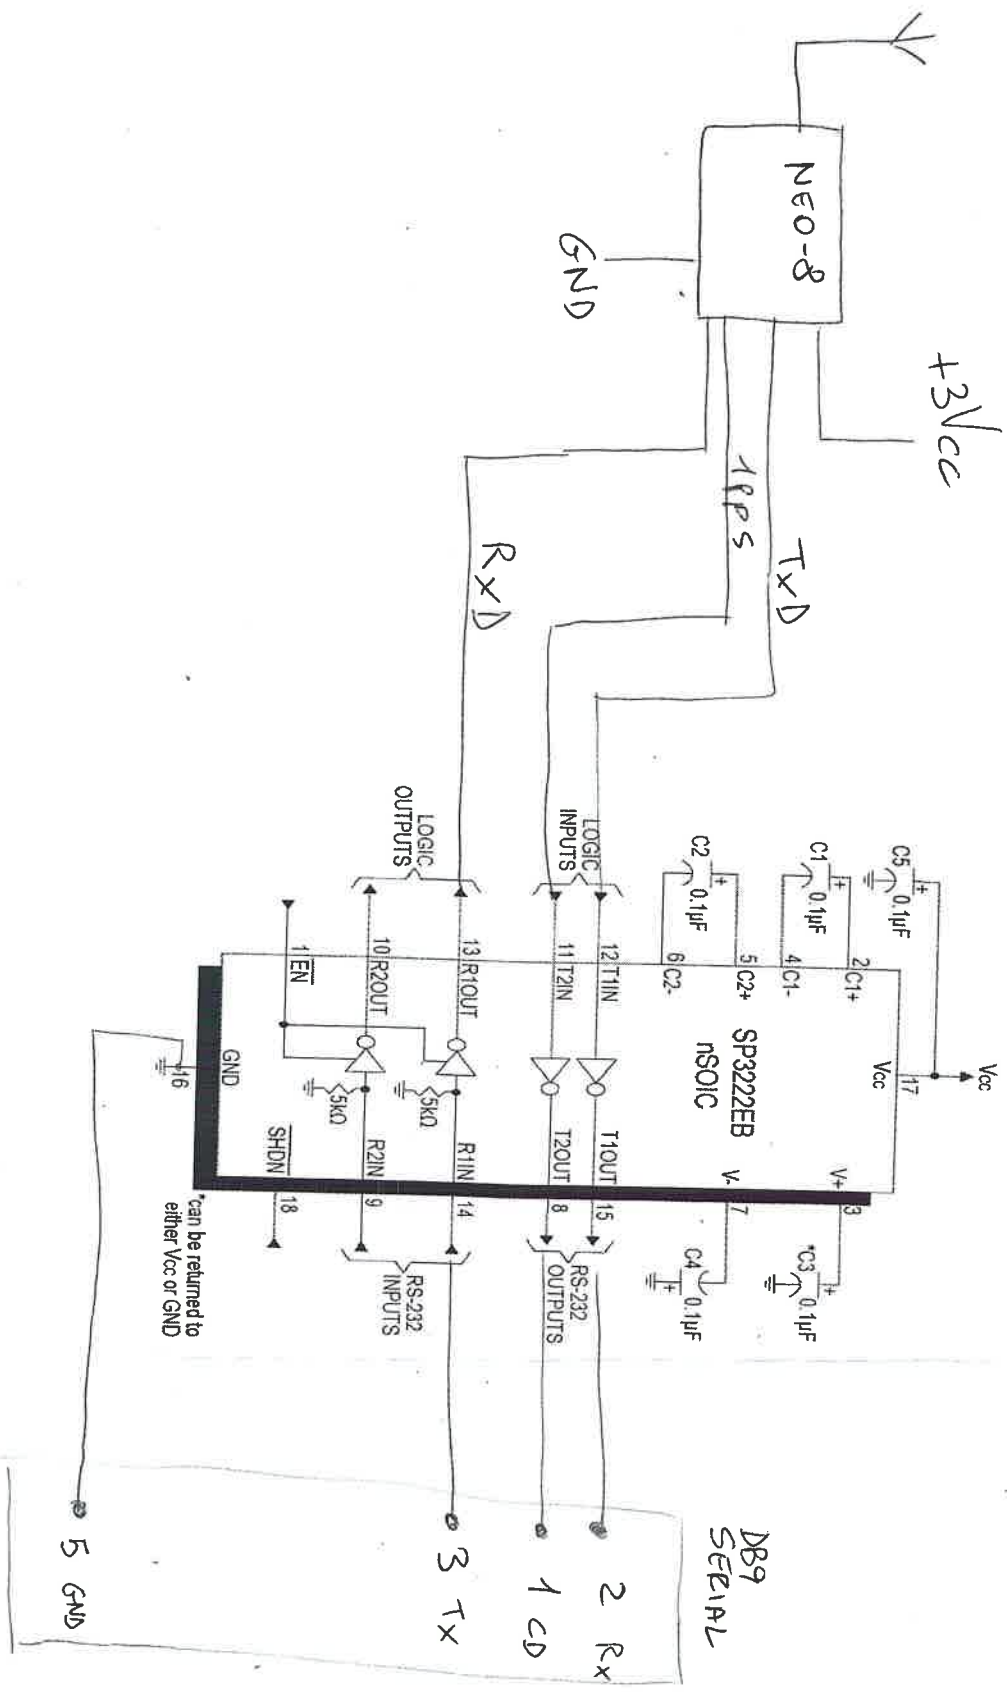 NEO-8
GND
+3Vcc
1PPS
TxD
RxD
LOGIC
INPUTS
LOGIC
OUTPUTS
C5
+
0.1µF
C1
+
0.1µF
C2
+
0.1µF
Vcc
17
Vcc
2 C1+
4 C1-
5 C2+
6 C2-
SP3222EB
nSOIC
V+
3
*C3
+
0.1µF
V-
7
C4
+
0.1µF
12 T1IN
T1OUT
15
11 T2IN
T2OUT
8
RS-232
OUTPUTS
13 R1OUT
R1IN
14
5kΩ
10 R2OUT
R2IN
9
5kΩ
RS-232
INPUTS
1 EN
SHDN
18
GND
16
*can be returned to
either Vcc or GND
DB9
SERIAL
2 Rx
1 CD
3 Tx
5 GND